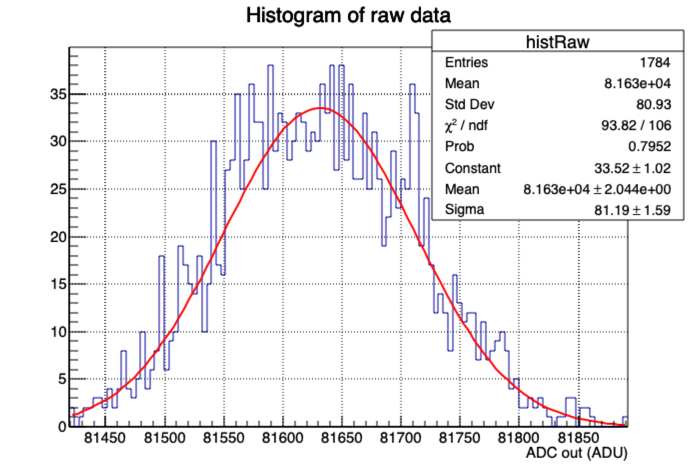 Histogram of raw data
histRaw
Entries 1784
Mean 8.163e+04
Std Dev 80.93
χ² / ndf 93.82 / 106
Prob 0.7952
Constant 33.52 ± 1.02
Mean 8.163e+04 ± 2.044e+00
Sigma 81.19 ± 1.59
35
30
25
20
15
10
5
0
81450 81500 81550 81600 81650 81700 81750 81800 81850
ADC out (ADU)